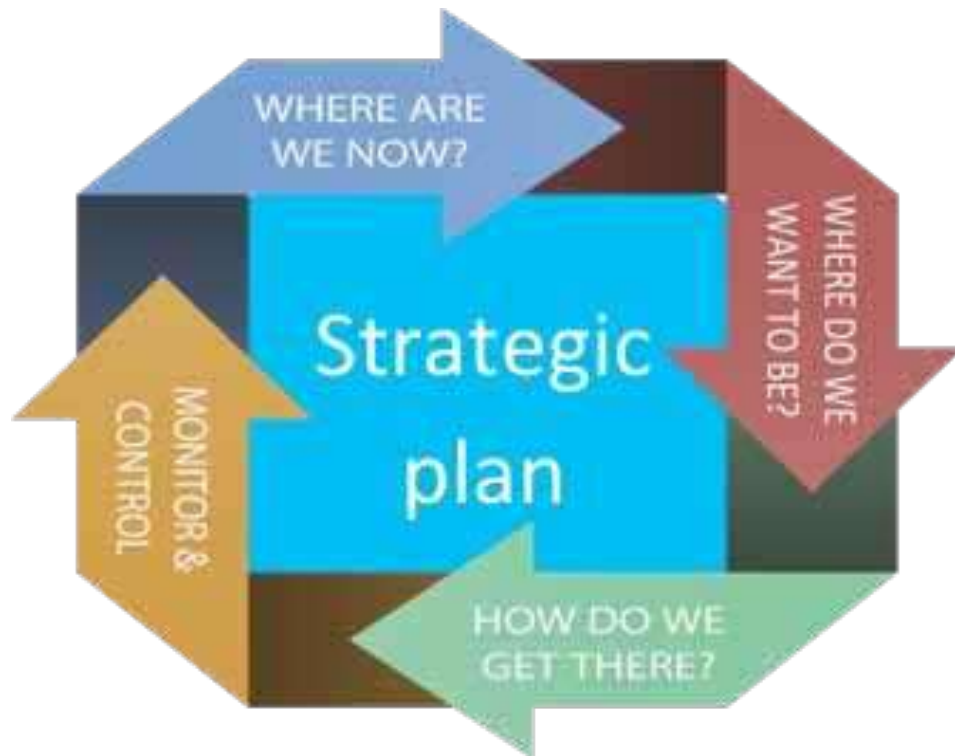 WHERE ARE
WE NOW?
WHERE DO WE
WANT TO BE?
Strategic
plan
HOW DO WE
GET THERE?
MONITOR &
CONTROL